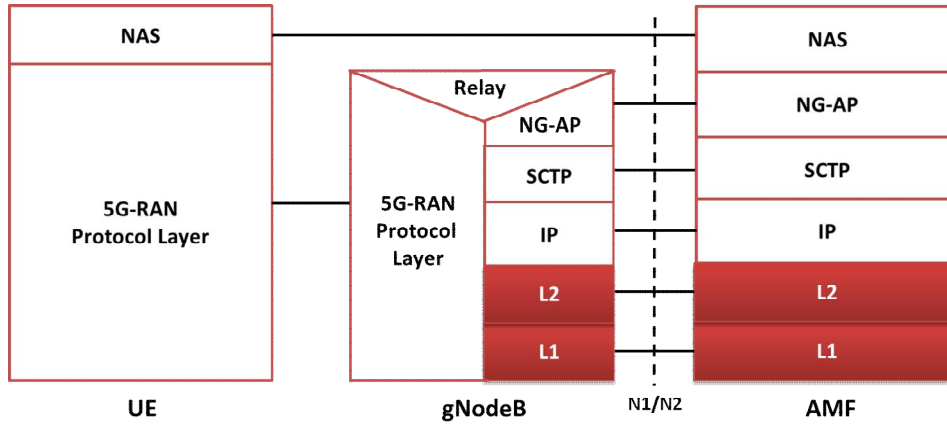 NAS
5G-RAN
Protocol Layer
UE
Relay
5G-RAN
Protocol
Layer
NG-AP
SCTP
IP
L2
L1
gNodeB
N1/N2
NAS
NG-AP
SCTP
IP
L2
L1
AMF